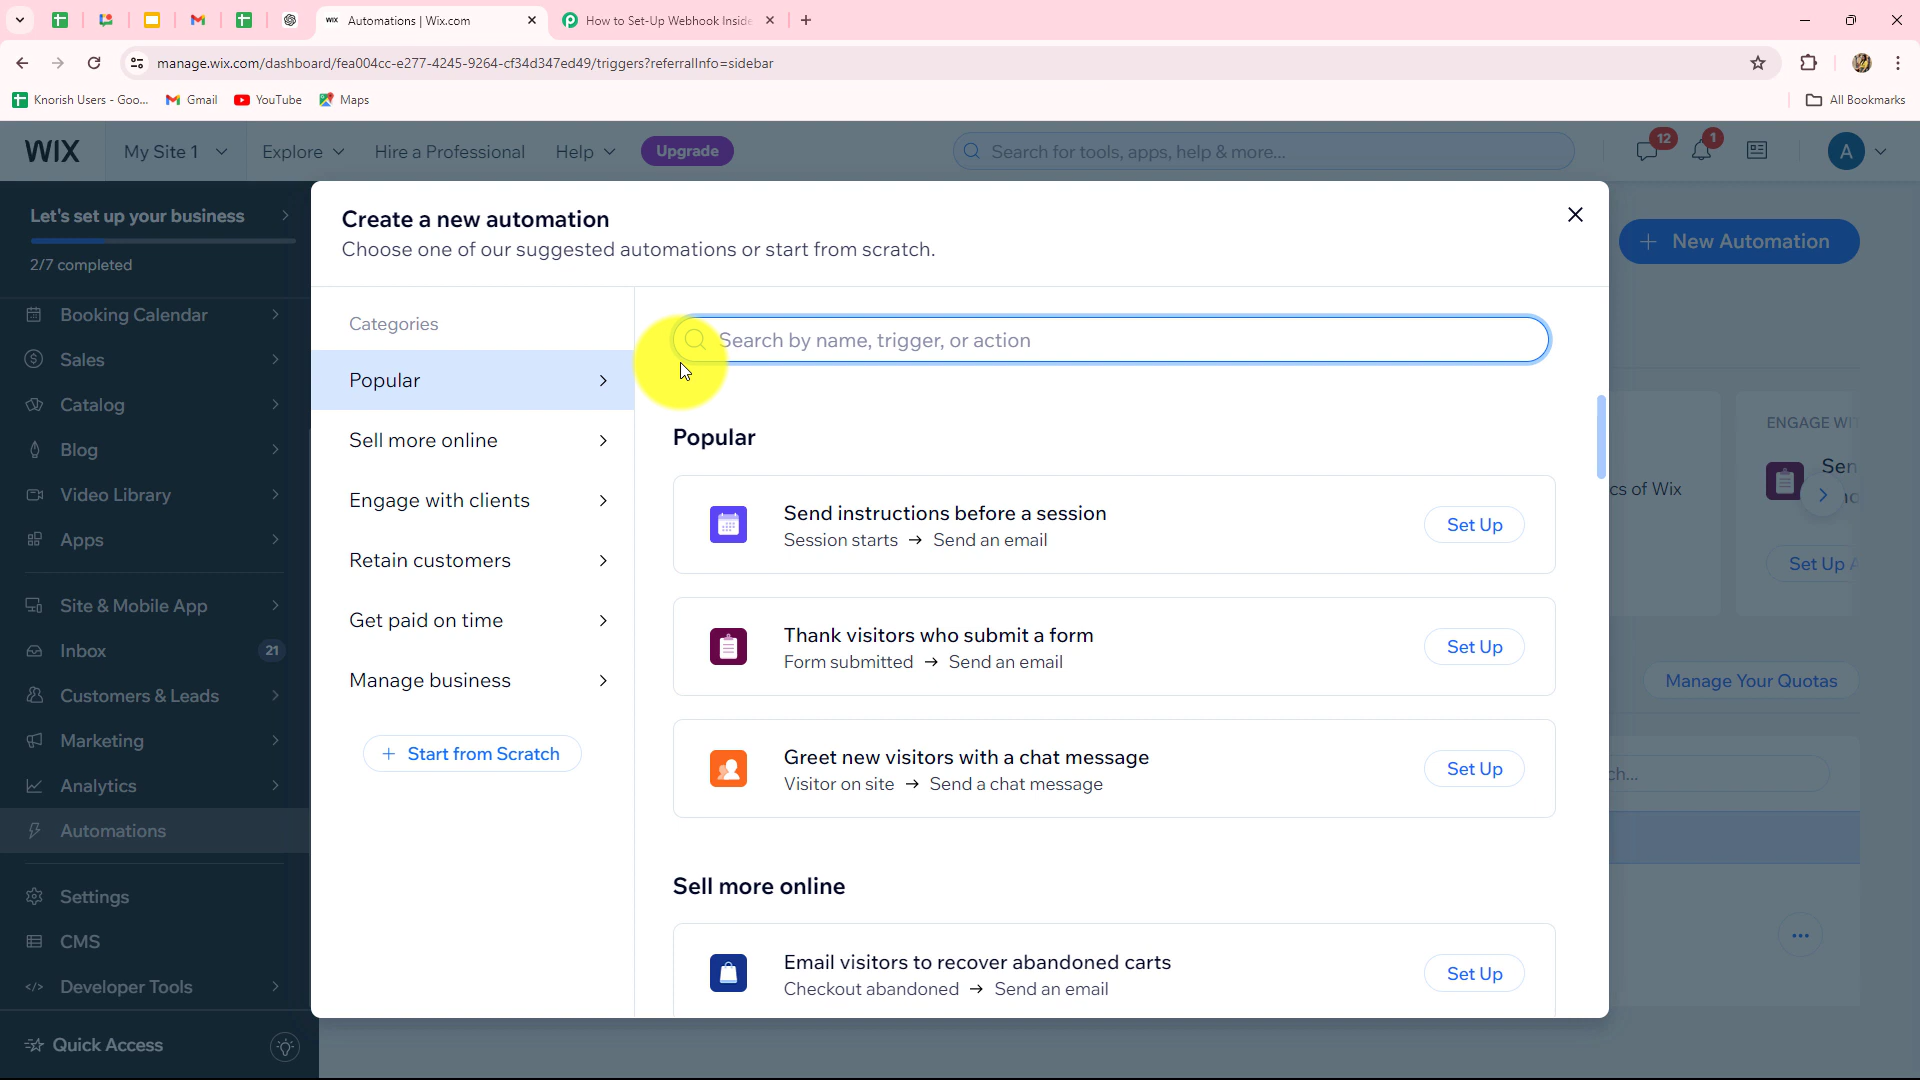 Automations | Wix.com
How to Set-Up Webhook Inside
manage.wix.com/dashboard/fea004cc-e277-4245-9264-cf34d347ed49/triggers?referralInfo=sidebar
Knorish Users - Goo...
Gmail
YouTube
Maps
All Bookmarks
WIX
My Site 1
Explore
Hire a Professional
Help
Upgrade
Search for tools, apps, help & more...
12
1
A
Let's set up your business
2/7 completed
Booking Calendar
Sales
Catalog
Blog
Video Library
Apps
Site & Mobile App
Inbox
21
Customers & Leads
Marketing
Analytics
Automations
Settings
CMS
Developer Tools
Quick Access
Create a new automation
Choose one of our suggested automations or start from scratch.
Categories
Popular
Sell more online
Engage with clients
Retain customers
Get paid on time
Manage business
+ Start from Scratch
Search by name, trigger, or action
Popular
Send instructions before a session
Session starts → Send an email
Set Up
Thank visitors who submit a form
Form submitted → Send an email
Set Up
Greet new visitors with a chat message
Visitor on site → Send a chat message
Set Up
Sell more online
Email visitors to recover abandoned carts
Checkout abandoned → Send an email
Set Up
+ New Automation
ENGAGE WI
Sen
cs of Wix
Set Up A
Manage Your Quotas
ch...